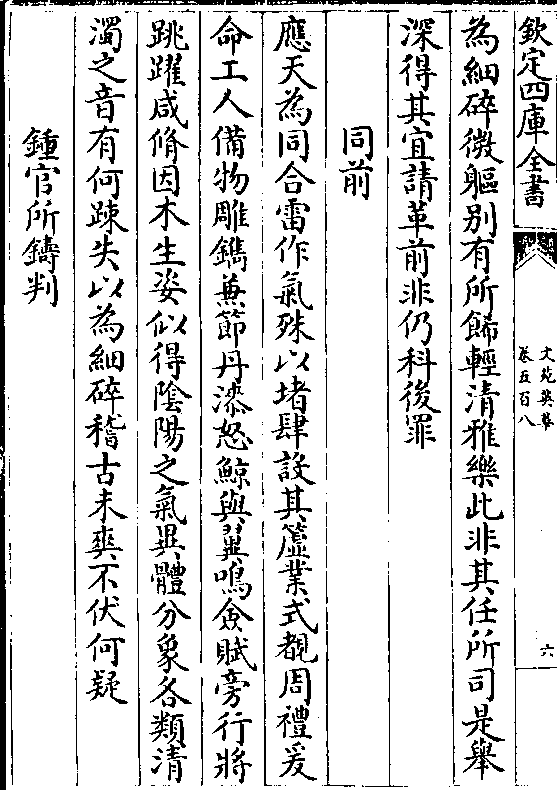 欽定四庫全書
文苑英華
卷五百八
六
為細碎微軀别有所餙輕清雅樂此非其任所司是舉
深得其宜請革前非仍科後罪
同前
應天為同合雷作氣殊以堵肆設其簴業式覩周禮爰
命工人備物雕鐫兼節丹漆怒鯨與翼鳴僉賦旁行將
跳躍咸脩因木生姿似得陰陽之氣異體分象各類清
濁之音有何踈失以為細碎稽古未爽不伏何疑
鍾官所鑄判